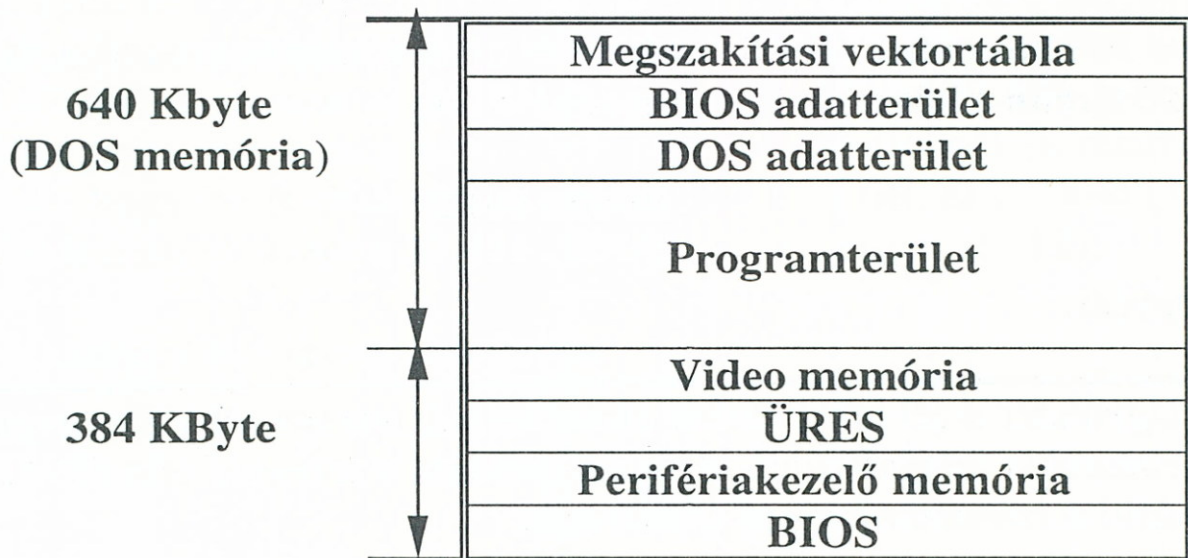 640 Kbyte
(DOS memória)
384 KByte
Megszakítási vektortábla
BIOS adatterület
DOS adatterület
Programterület
Video memória
ÜRES
Perifériakezelő memória
BIOS